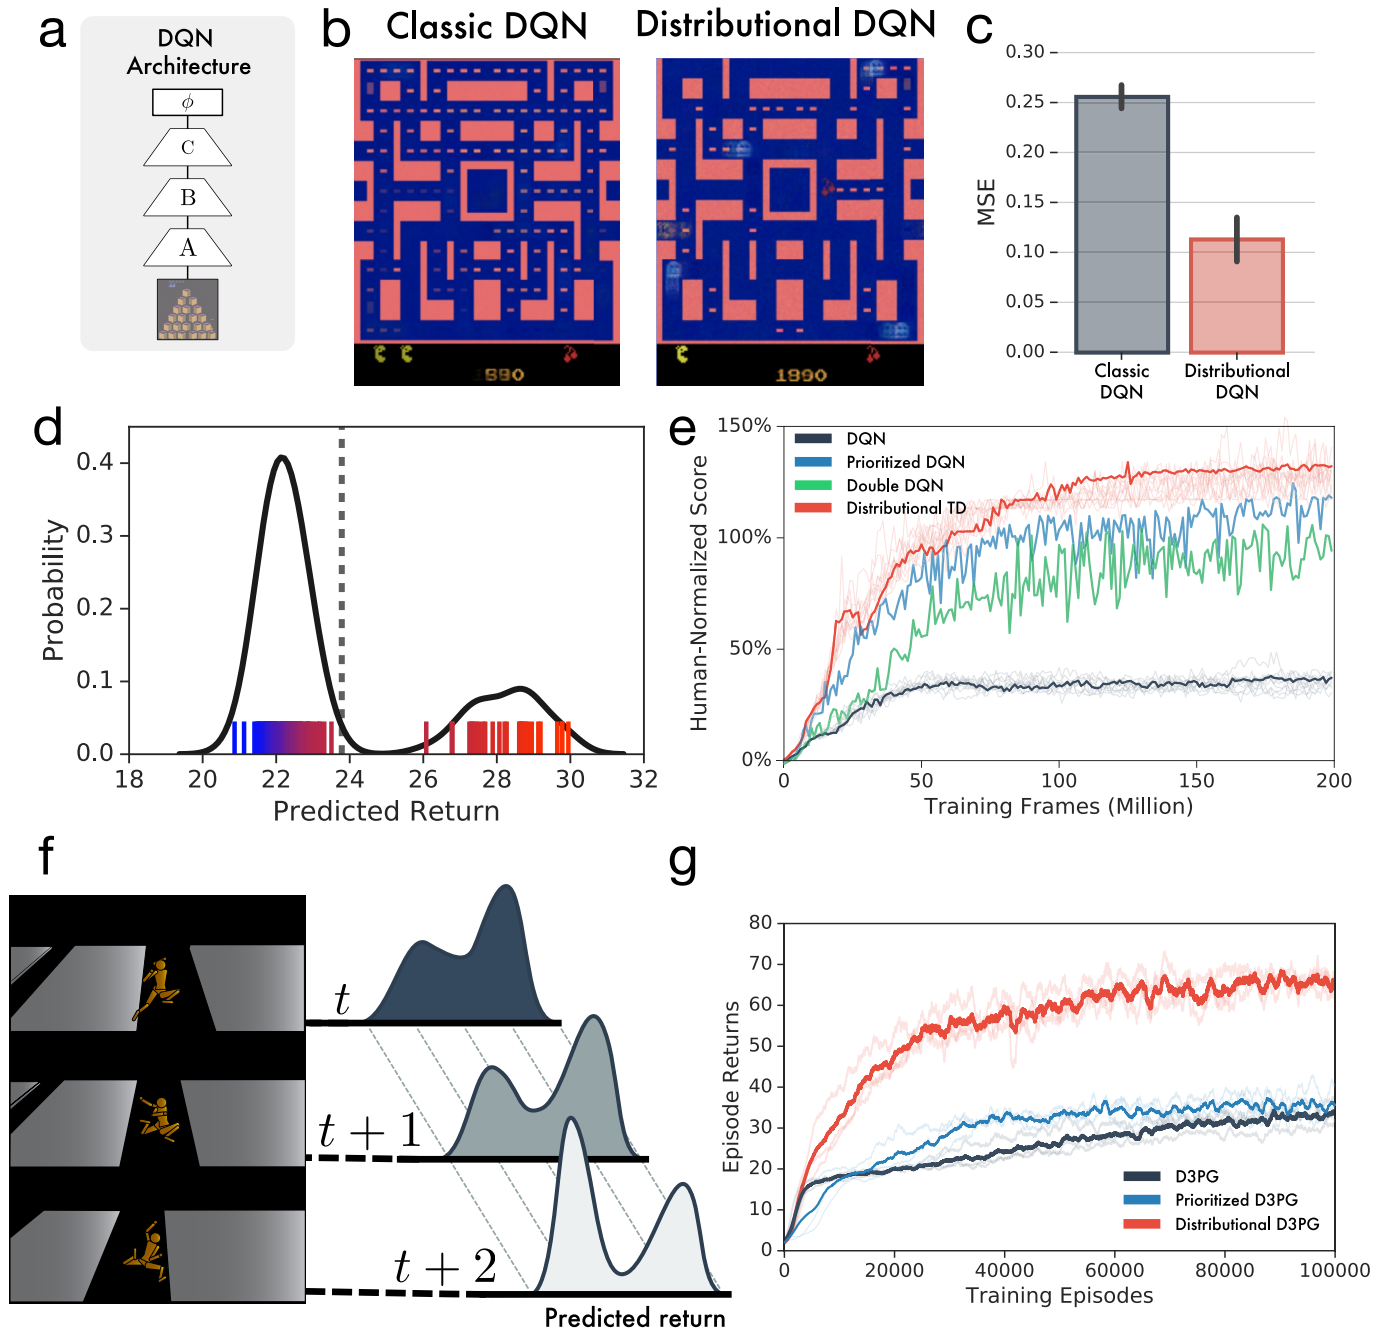 a
DQN
Architecture
ϕ
C
B
A
b
Classic DQN
Distributional DQN
1890
c
MSE
0.30
0.25
0.20
0.15
0.10
0.05
0.00
Classic
DQN
Distributional
DQN
d
Probability
0.4
0.3
0.2
0.1
0.0
18
20
22
24
26
28
30
32
Predicted Return
e
Human-Normalized Score
150%
100%
50%
0%
DQN
Prioritized DQN
Double DQN
Distributional TD
0
50
100
150
200
Training Frames (Million)
f
t
t + 1
t + 2
Predicted return
g
Episode Returns
80
70
60
50
40
30
20
10
0
D3PG
Prioritized D3PG
Distributional D3PG
0
20000
40000
60000
80000
100000
Training Episodes